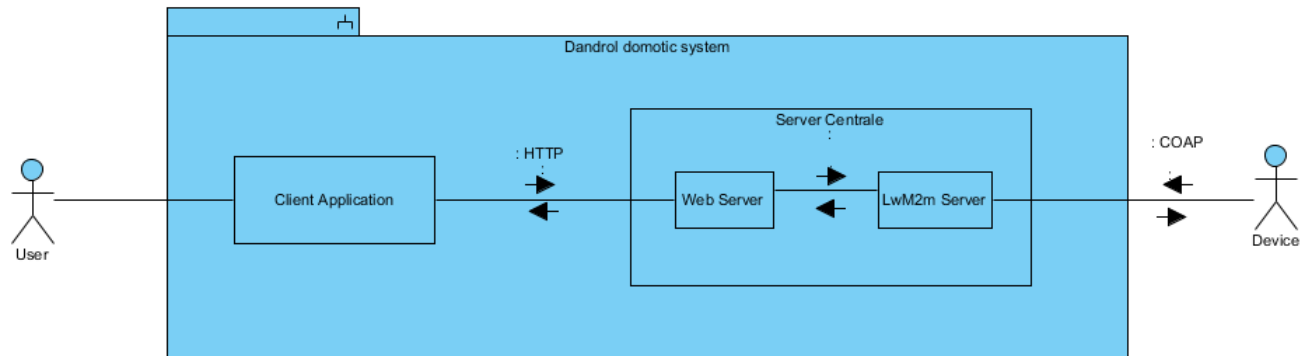 Dandrol domotic system
Server Centrale
:
: HTTP
:
: COAP
:
Client Application
Web Server
LwM2m Server
User
Device